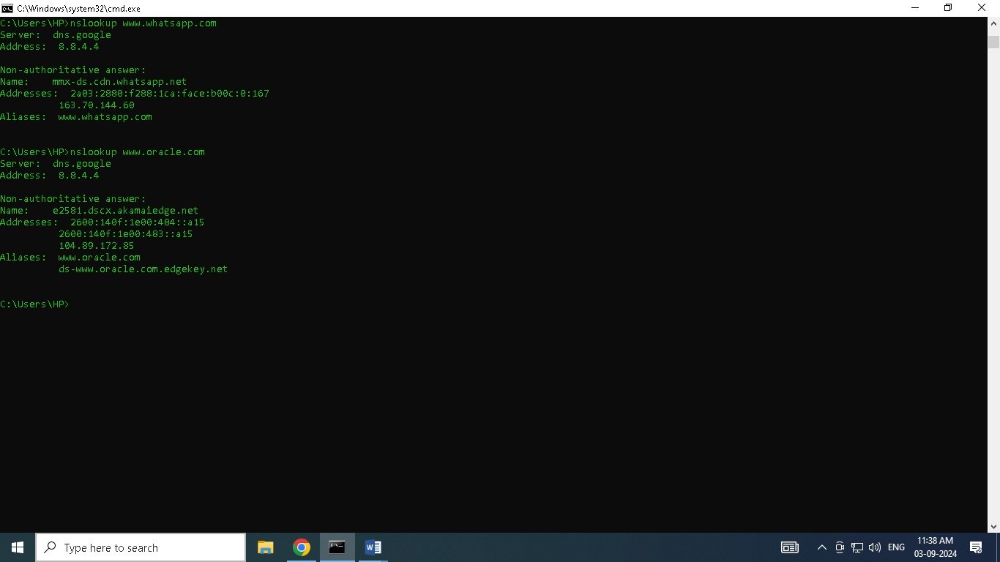 C:\Windows\system32\cmd.exe
C:\Users\HP>nslookup www.whatsapp.com
Server:  dns.google
Address:  8.8.4.4
Non-authoritative answer:
Name:    mmx-ds.cdn.whatsapp.net
Addresses:  2a03:2880:f288:1ca:face:b00c:0:167
163.70.144.60
Aliases:  www.whatsapp.com
C:\Users\HP>nslookup www.oracle.com
Server:  dns.google
Address:  8.8.4.4
Non-authoritative answer:
Name:    e2581.dscx.akamaiedge.net
Addresses:  2600:140f:1e00:484::a15
2600:140f:1e00:483::a15
104.89.172.85
Aliases:  www.oracle.com
ds-www.oracle.com.edgekey.net
C:\Users\HP>
Type here to search
ENG
11:38 AM
03-09-2024